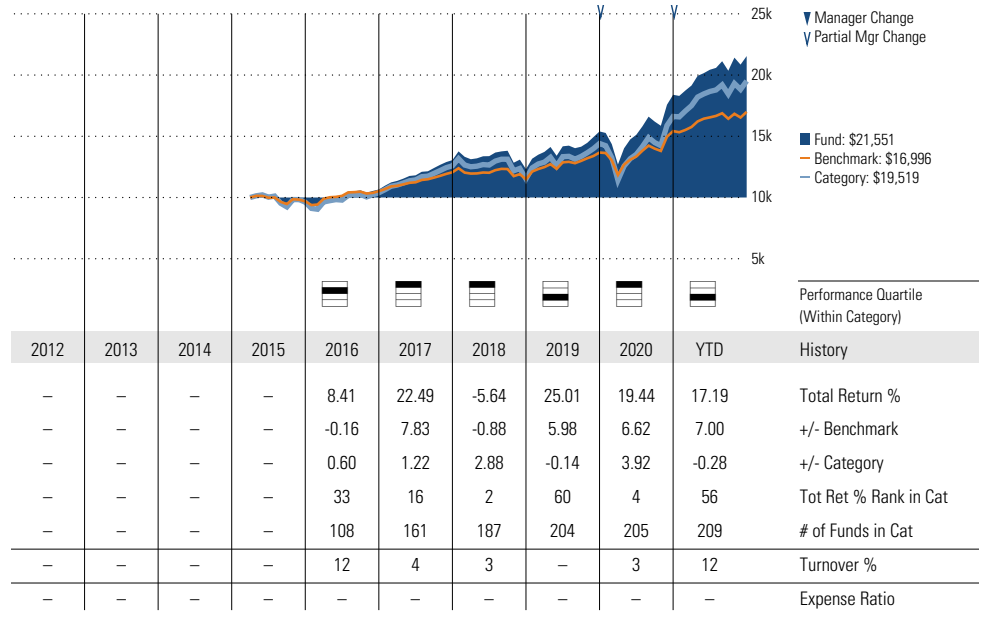 25k
20k
15k
10k
5k
Manager Change
Partial Mgr Change
Fund: $21,551
Benchmark: $16,996
Category: $19,519
Performance Quartile
(Within Category)
2012 2013 2014 2015 2016 2017 2018 2019 2020 YTD History
– – – – 8.41 22.49 -5.64 25.01 19.44 17.19 Total Return %
– – – – -0.16 7.83 -0.88 5.98 6.62 7.00 +/- Benchmark
– – – – 0.60 1.22 2.88 -0.14 3.92 -0.28 +/- Category
– – – – 33 16 2 60 4 56 Tot Ret % Rank in Cat
– – – – 108 161 187 204 205 209 # of Funds in Cat
– – – – 12 4 3 – 3 12 Turnover %
– – – – – – – – – – Expense Ratio